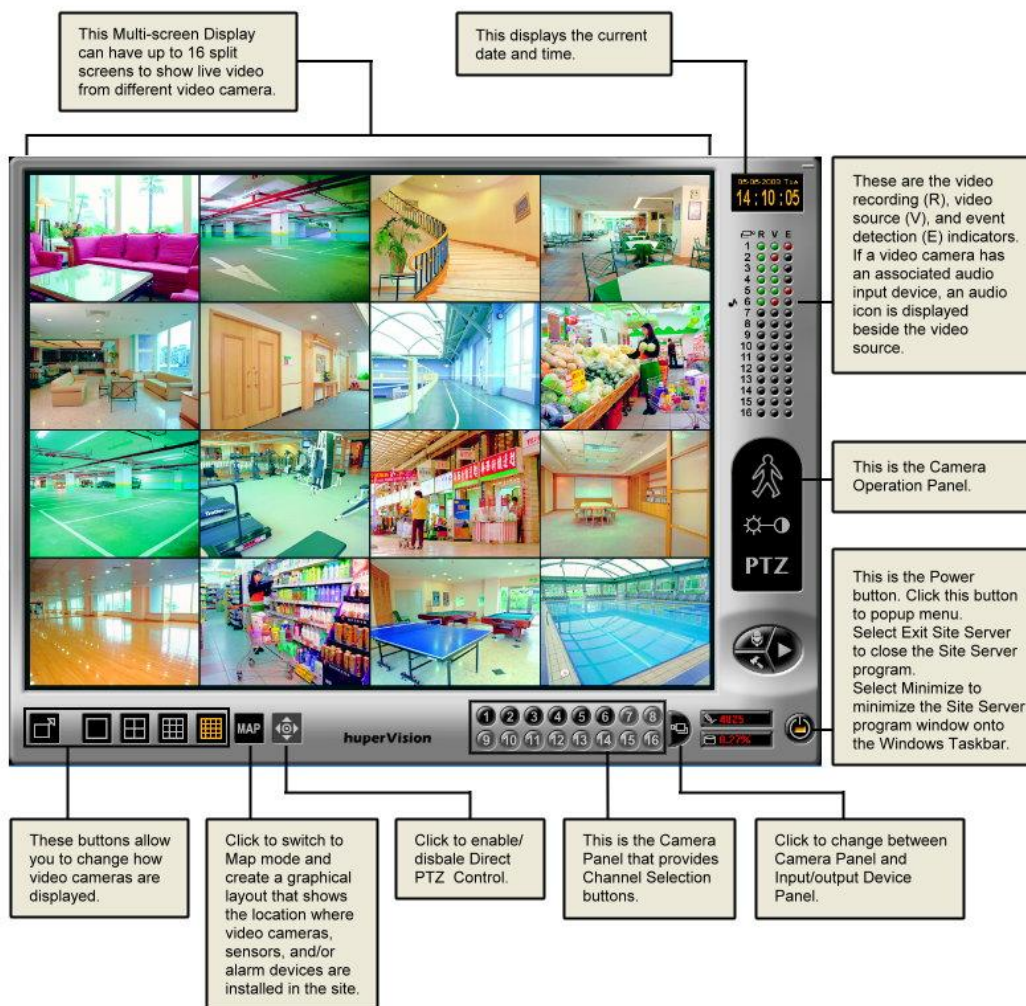 This Multi-screen Display
can have up to 16 split
screens to show live video
from different video camera.
This displays the current
date and time.
14:10:05
These are the video
recording (R), video
source (V), and event
detection (E) indicators.
If a video camera has
an associated audio
input device, an audio
icon is displayed
beside the video
source.
R V E
1
2
3
4
5
6
7
8
9
10
11
12
13
14
15
16
This is the Camera
Operation Panel.
PTZ
This is the Power
button. Click this button
to popup menu.
Select Exit Site Server
to close the Site Server
program.
Select Minimize to
minimize the Site Server
program window onto
the Windows Taskbar.
MAP
huperVision
1 2 3 4 5 6 7 8
9 10 11 12 13 14 15 16
4825
0.27%
These buttons allow
you to change how
video cameras are
displayed.
Click to switch to
Map mode and
create a graphical
layout that shows
the location where
video cameras,
sensors, and/or
alarm devices are
installed in the site.
Click to enable/
disbale Direct
PTZ Control.
This is the Camera
Panel that provides
Channel Selection
buttons.
Click to change between
Camera Panel and
Input/output Device
Panel.